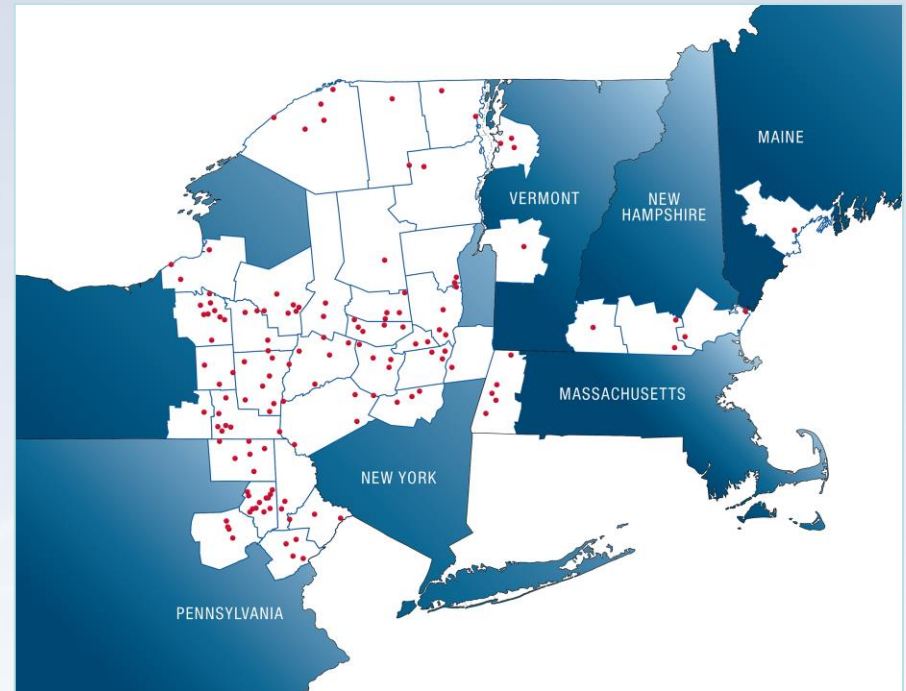 MAINE
VERMONT
NEW
HAMPSHIRE
MASSACHUSETTS
NEW YORK
PENNSYLVANIA